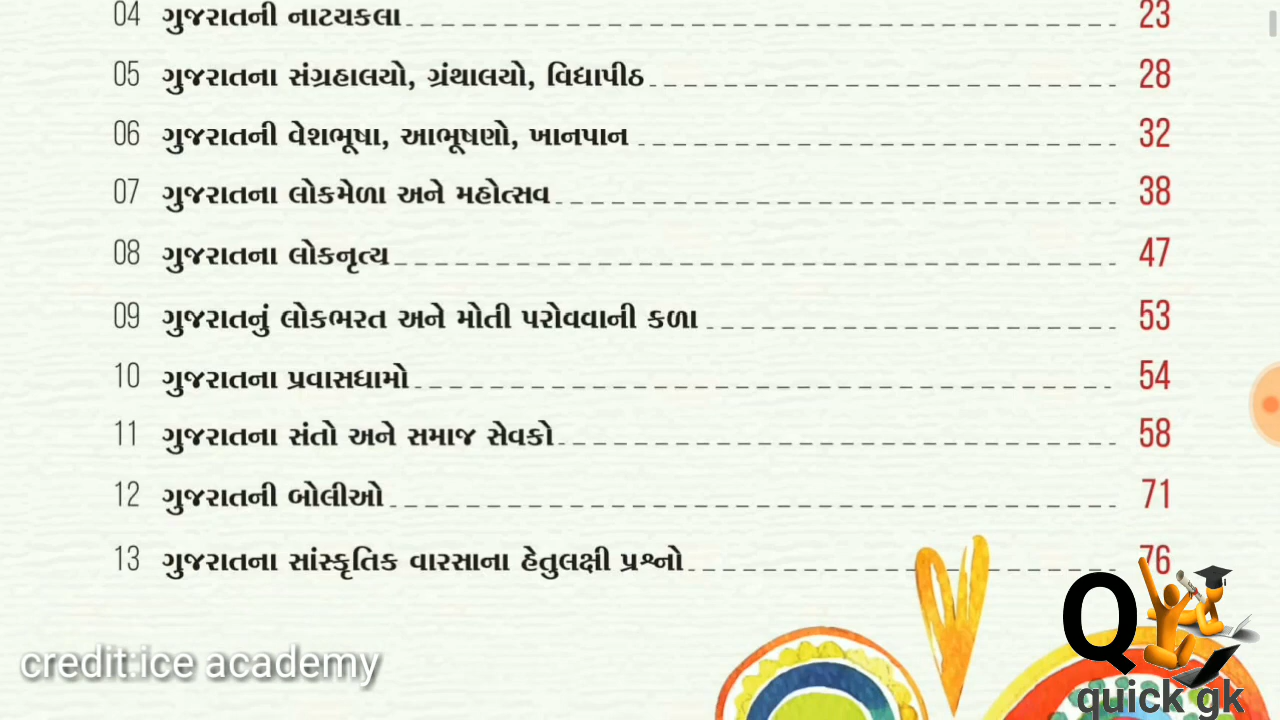 04 ગુજરાતની નાટયકલા 23
05 ગુજરાતના સંગ્રહાલયો, ગ્રંથાલયો, વિદ્યાપીઠ 28
06 ગુજરાતની વેશભૂષા, આભૂષણો, ખાનપાન 32
07 ગુજરાતના લોકમેળા અને મહોત્સવ 38
08 ગુજરાતના લોકનૃત્ય 47
09 ગુજરાતનું લોકભરત અને મોતી પરોવવાની કળા 53
10 ગુજરાતના પ્રવાસધામો 54
11 ગુજરાતના સંતો અને સમાજ સેવકો 58
12 ગુજરાતની બોલીઓ 71
13 ગુજરાતના સાંસ્કૃતિક વારસાના હેતુલક્ષી પ્રશ્નો 76
credit:ice academy
Q
quick gk